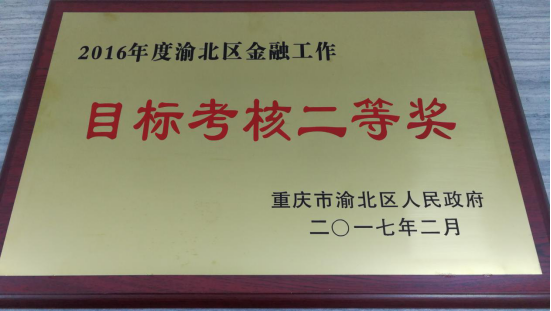 2016年度渝北区金融工作
目标考核二等奖
重庆市渝北区人民政府
二〇一七年二月